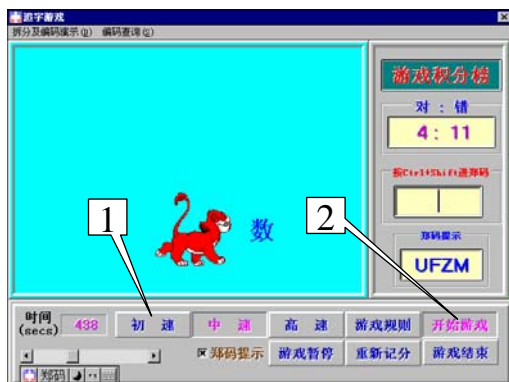 追字游戏
拆分及编码演示(D) 编码查询(C)
游戏积分榜
对 : 错
4 : 11
按Ctrl+Shift进郑码
郑码提示
UFZM
数
1
2
时间
(secs)
438
初 速
中 速
高 速
游戏规则
开始游戏
郑码提示
游戏暂停
重新记分
游戏结束
郑码